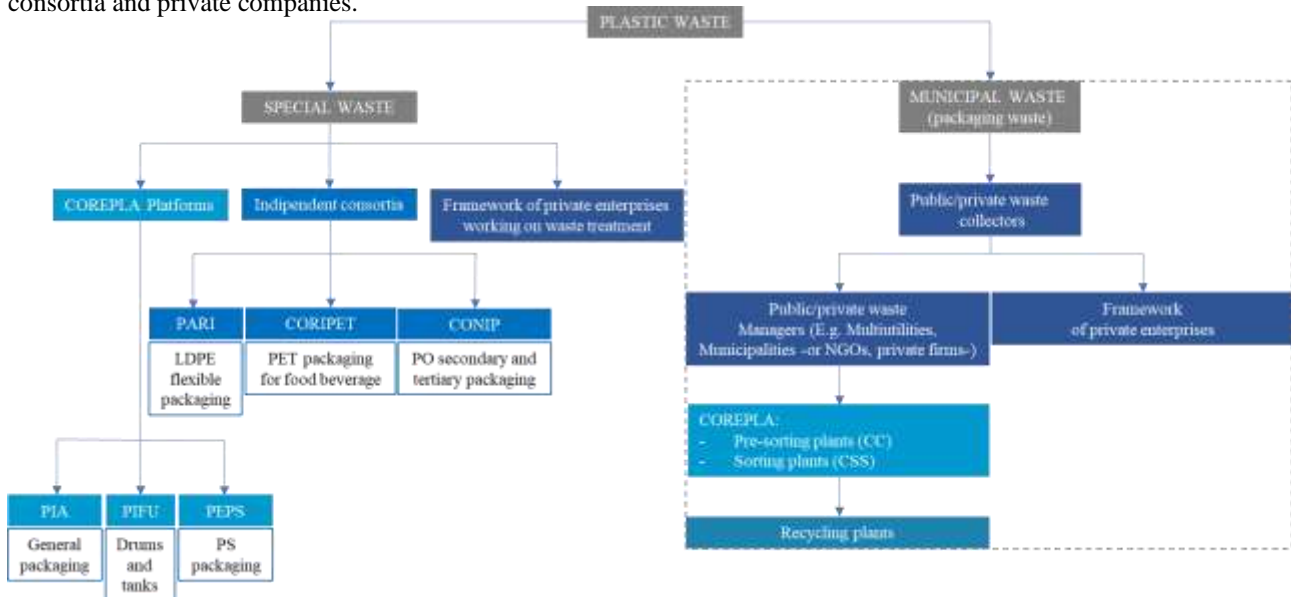 consortia and private companies.
PLASTIC WASTE
SPECIAL WASTE
MUNICIPAL WASTE
(packaging waste)
COREPLA Platforms
Indipendent consortia
Framework of private enterprises
working on waste treatment
Public/private waste
collectors
PARI
LDPE
flexible
packaging
CORIPET
PET packaging
for food beverage
CONIP
PO secondary and
tertiary packaging
Public/private waste
Managers (E.g. Multiutilities,
Municipalities -or NGOs, private firms-)
Framework
of private enterprises
COREPLA:
- Pre-sorting plants (CC)
- Sorting plants (CSS)
PIA
General
packaging
PIFU
Drums
and
tanks
PEPS
PS
packaging
Recycling plants